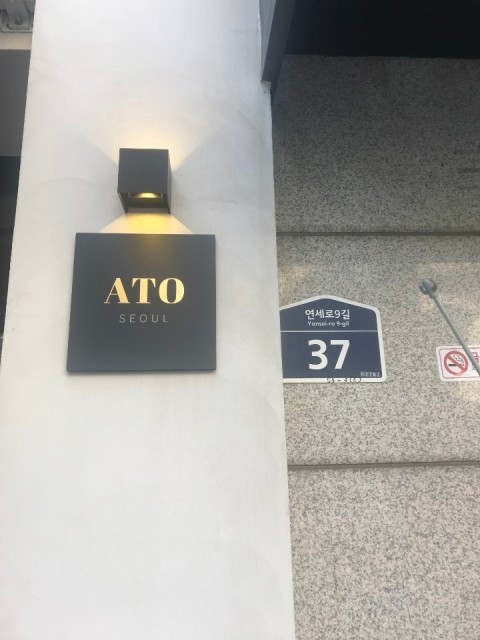 ATO
SEOUL
연세로9길
Yonsei-ro 9-gil
37